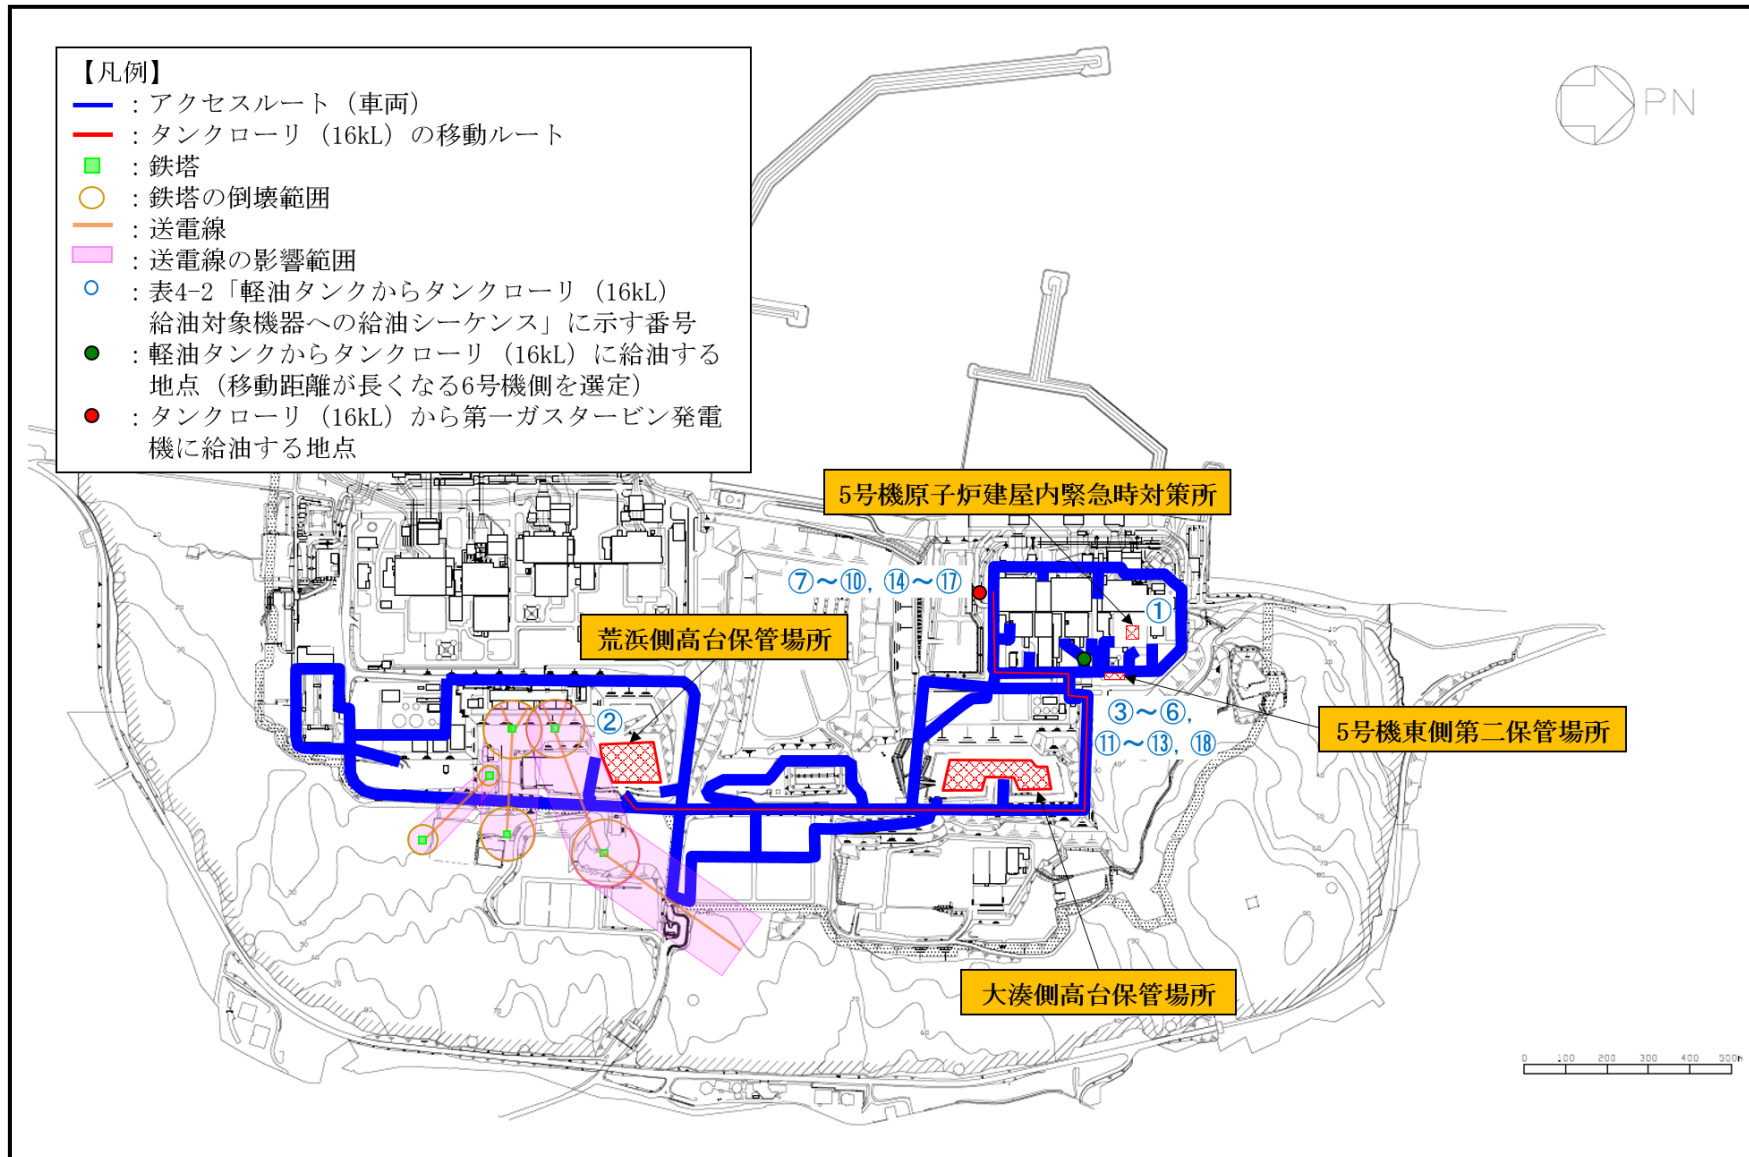 【凡例】
：アクセスルート（車両）
：タンクローリ（16kL）の移動ルート
：鉄塔
：鉄塔の倒壊範囲
：送電線
：送電線の影響範囲
：表4-2「軽油タンクからタンクローリ（16kL）
給油対象機器への給油シーケンス」に示す番号
：軽油タンクからタンクローリ（16kL）に給油する
地点（移動距離が長くなる6号機側を選定）
：タンクローリ（16kL）から第一ガスタービン発電
機に給油する地点
PN
5号機原子炉建屋内緊急時対策所
⑦～⑩，⑭～⑰
①
荒浜側高台保管場所
②
③～⑥，
⑪～⑬，⑱
5号機東側第二保管場所
大湊側高台保管場所
0 100 200 300 400 500m